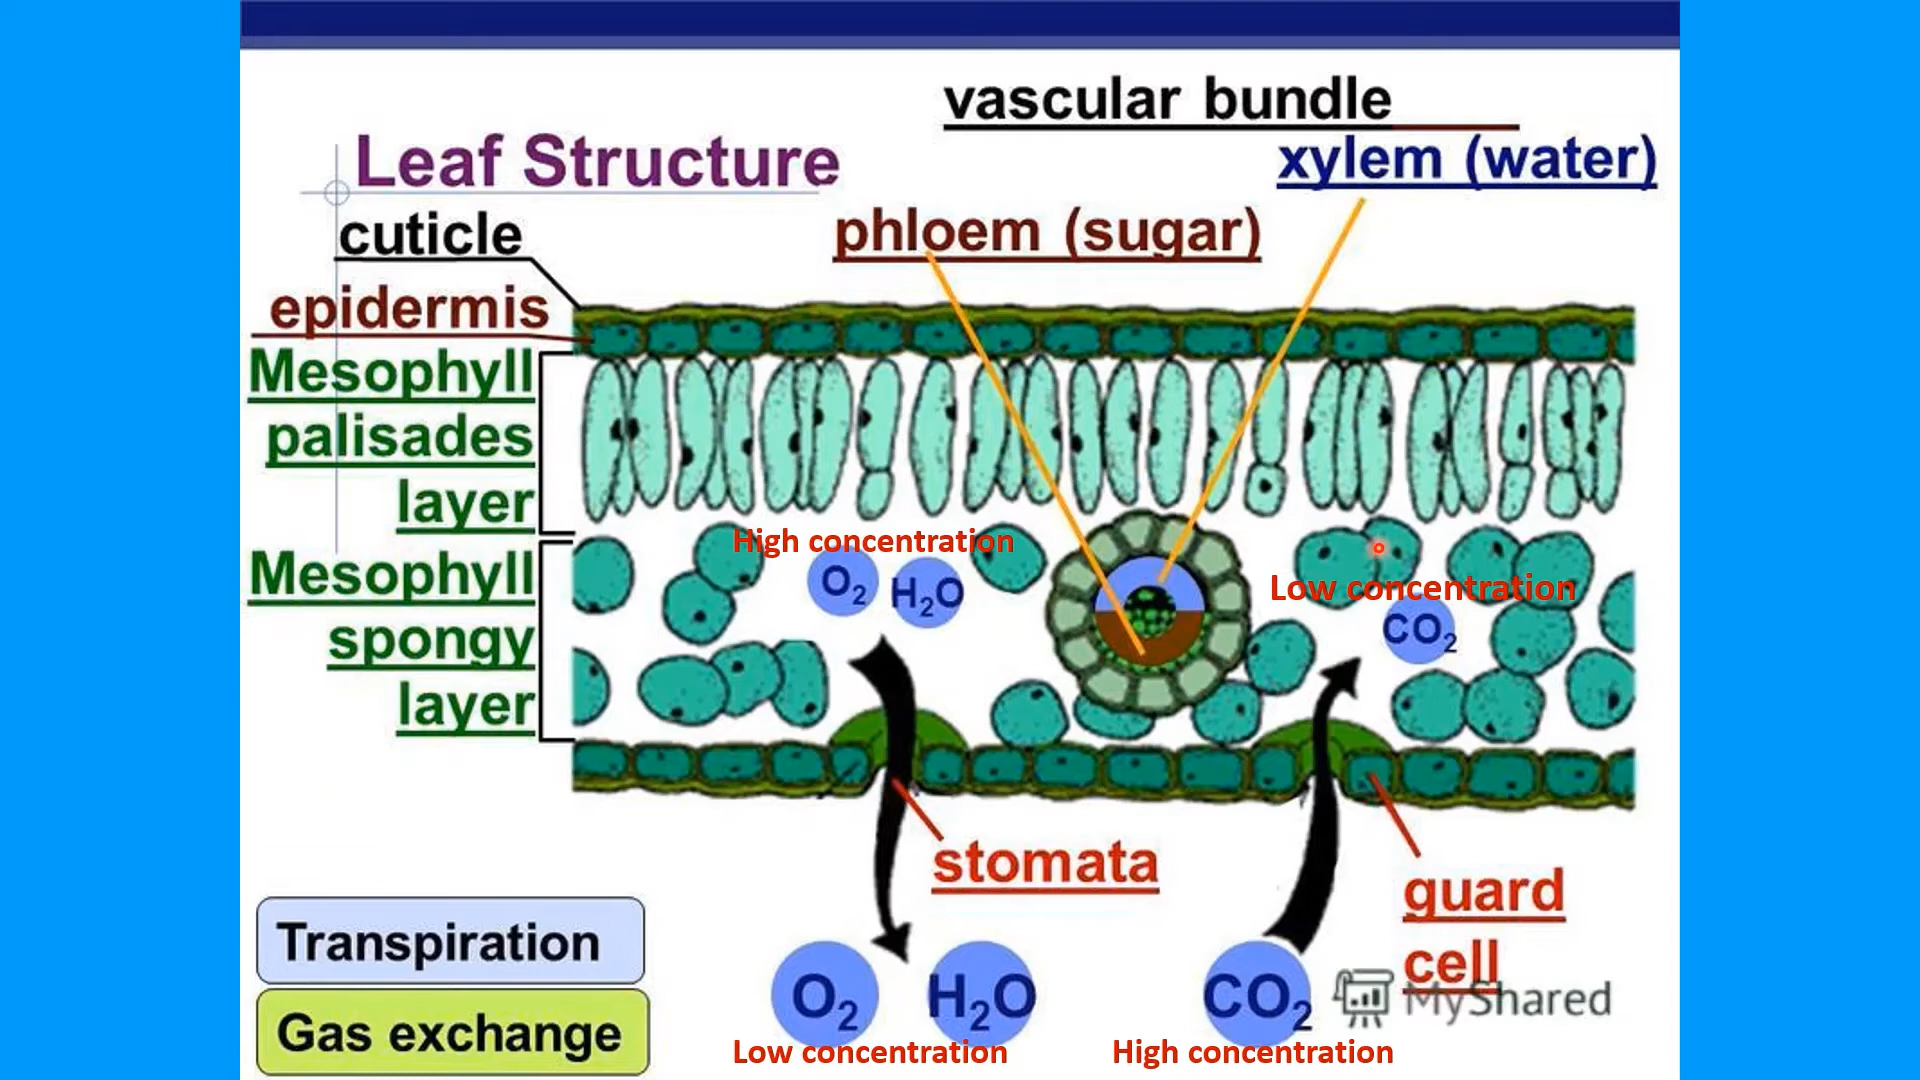 vascular bundle
Leaf Structure
xylem (water)
cuticle
phloem (sugar)
epidermis
Mesophyll
palisades
layer
High concentration
O2 H2O
Low concentration
CO2
Mesophyll
spongy
layer
stomata
guard
cell
Transpiration
Gas exchange
O2 H2O
CO2
MyShared
Low concentration
High concentration